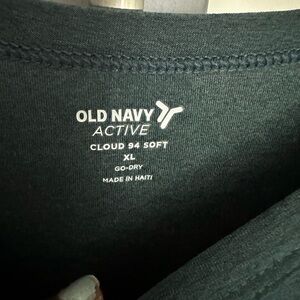 OLD NAVY
ACTIVE
CLOUD 94 SOFT
XL
GO-DRY
MADE IN HAITI